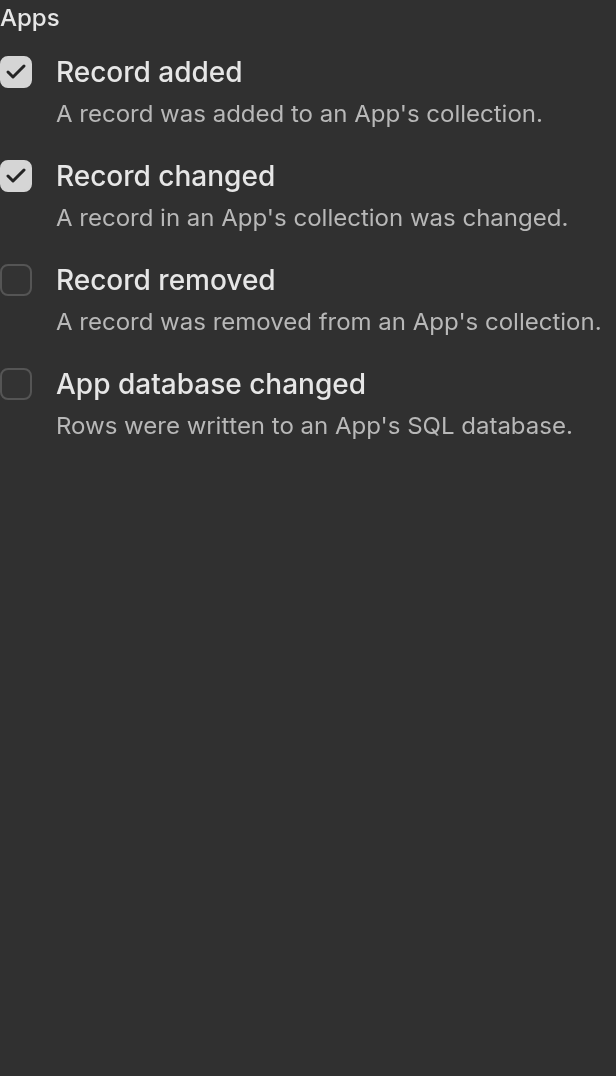 Apps
Record added
A record was added to an App's collection.
Record changed
A record in an App's collection was changed.
Record removed
A record was removed from an App's collection.
App database changed
Rows were written to an App's SQL database.